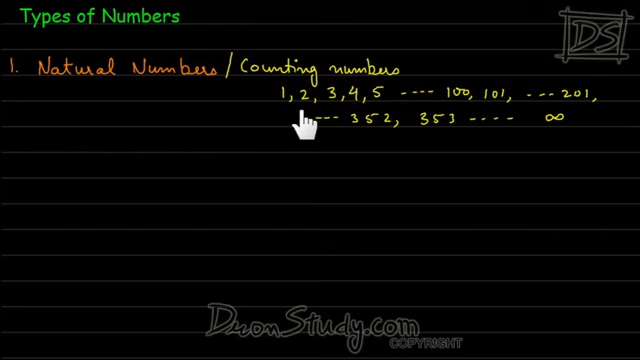 Types of Numbers
DS
1. Natural Numbers / Counting numbers
1, 2, 3, 4, 5 ---- 100, 101, --- 201,
---- 352, 353 ---- ∞
DronStudy.com
COPYRIGHT